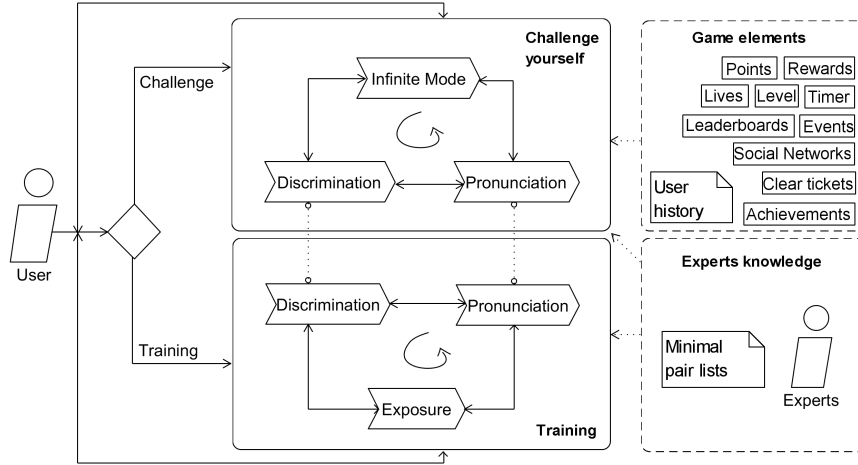 Challenge
yourself
Infinite Mode
Challenge
Discrimination
Pronunciation
User
Discrimination
Pronunciation
Training
Exposure
Training
Game elements
Points
Rewards
Lives
Level
Timer
Leaderboards
Events
Social Networks
User
history
Clear tickets
Achievements
Experts knowledge
Minimal
pair lists
Experts